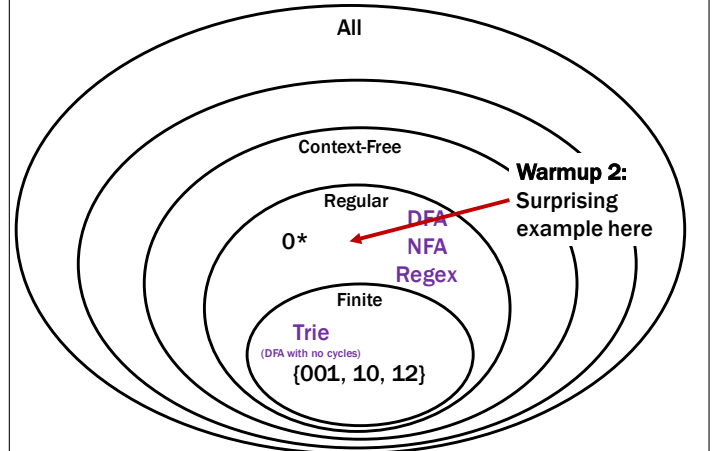 All
Context-Free
Warmup 2:
Surprising
example here
Regular
DFA
0*
NFA
Regex
Finite
Trie
(DFA with no cycles)
{001, 10, 12}